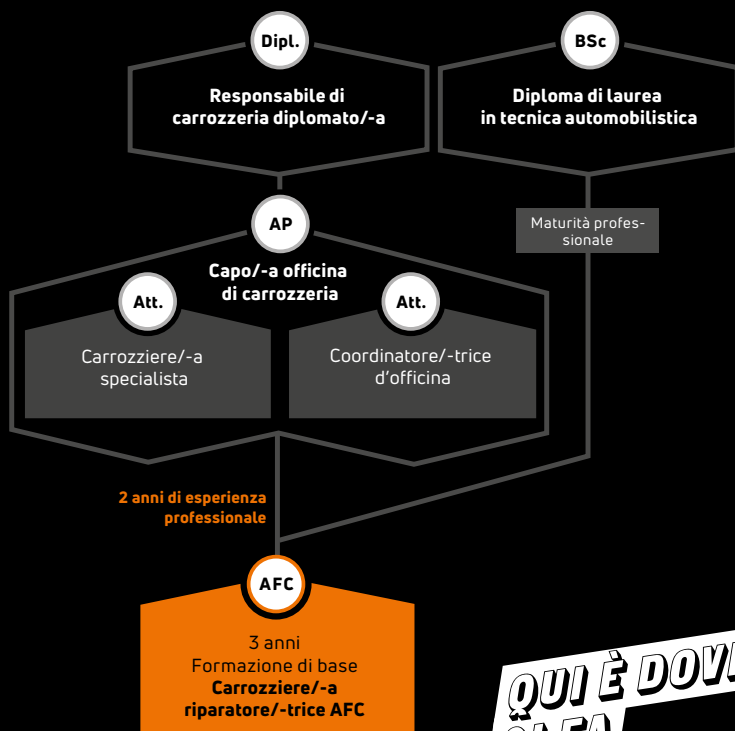 Dipl.
Responsabile di
carrozzeria diplomato/-a
BSc
Diploma di laurea
in tecnica automobilistica
Maturità profes-
sionale
AP
Capo/-a officina
di carrozzeria
Att.
Carrozziere/-a
specialista
Att.
Coordinatore/-trice
d'officina
2 anni di esperienza
professionale
AFC
3 anni
Formazione di base
Carrozziere/-a
riparatore/-trice AFC
QUI È DOVE